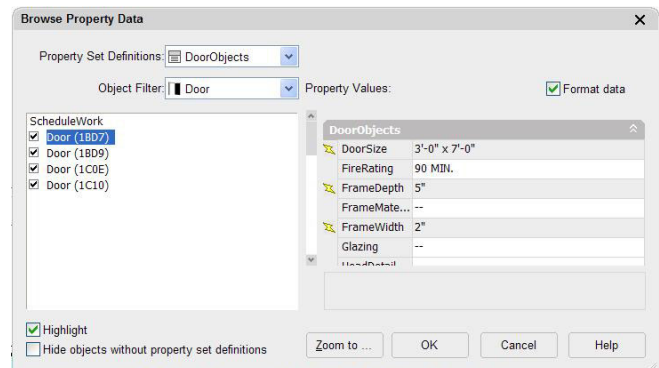 Browse Property Data
Property Set Definitions: DoorObjects
Object Filter: Door Property Values: Format data
ScheduleWork
Door (1BD7)
Door (1BD9)
Door (1C0E)
Door (1C10)
DoorObjects
DoorSize 3'-0" x 7'-0"
FireRating 90 MIN.
FrameDepth 5"
FrameMate... --
FrameWidth 2"
Glazing --
HeadDetail
Highlight
Hide objects without property set definitions
Zoom to ... OK Cancel Help